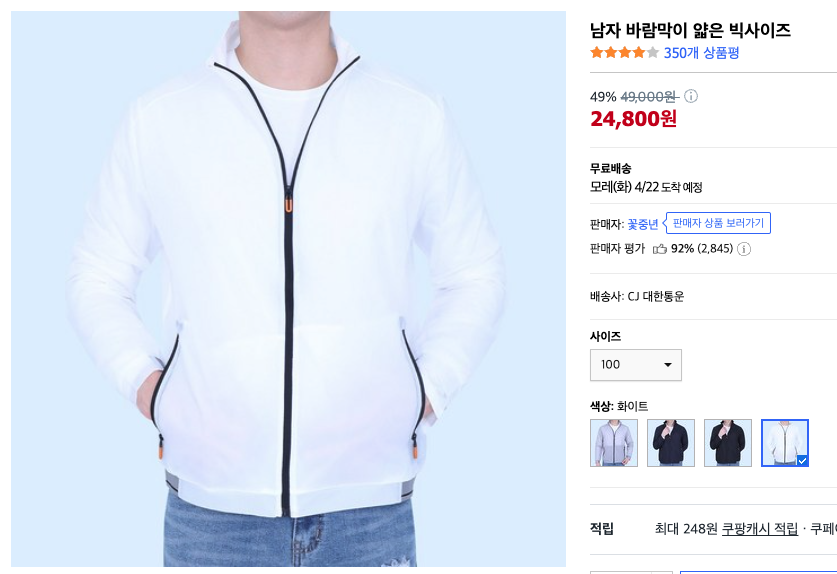 남자 바람막이 얇은 빅사이즈
350개 상품평
49% 49,000원
24,800원
무료배송
모레(화) 4/22 도착 예정
판매자: 꽃중년 판매자 상품 보러가기
판매자 평가 92% (2,845)
배송사: CJ 대한통운
사이즈
100
색상: 화이트
적립 최대 248원 쿠팡캐시 적립 · 쿠페